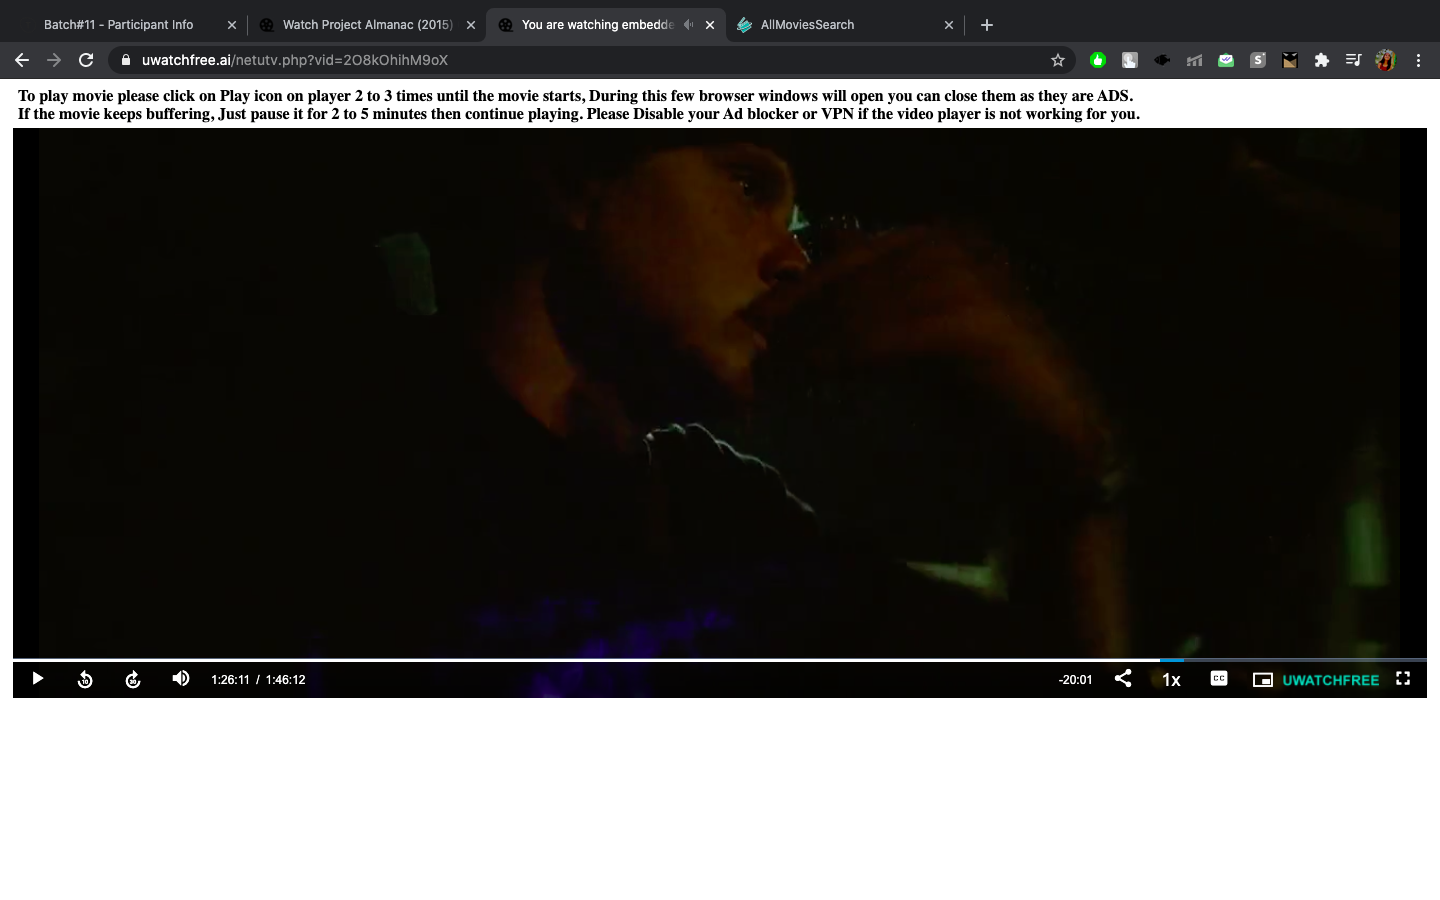 Batch#11 - Participant Info
Watch Project Almanac (2015)
You are watching embedde
AllMoviesSearch
uwatchfree.ai/netutv.php?vid=2O8kOhihM9oX
To play movie please click on Play icon on player 2 to 3 times until the movie starts, During this few browser windows will open you can close them as they are ADS.
If the movie keeps buffering, Just pause it for 2 to 5 minutes then continue playing. Please Disable your Ad blocker or VPN if the video player is not working for you.
10
30
1:26:11 / 1:46:12
-20:01
1x
CC
UWATCHFREE